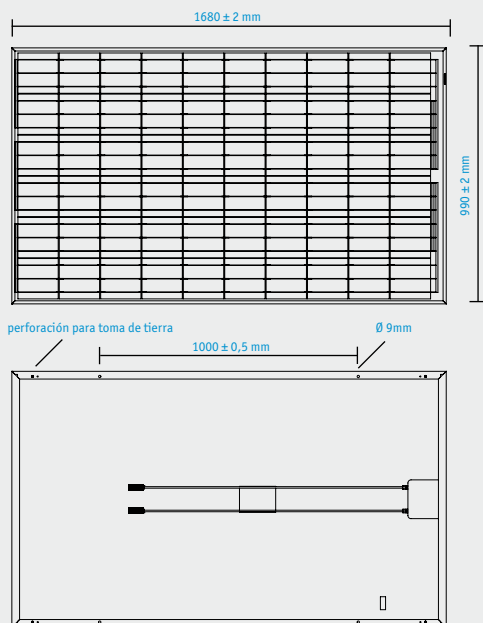 1680 ± 2 mm
990 ± 2 mm
perforación para toma de tierra
Ø 9mm
1000 ± 0,5 mm